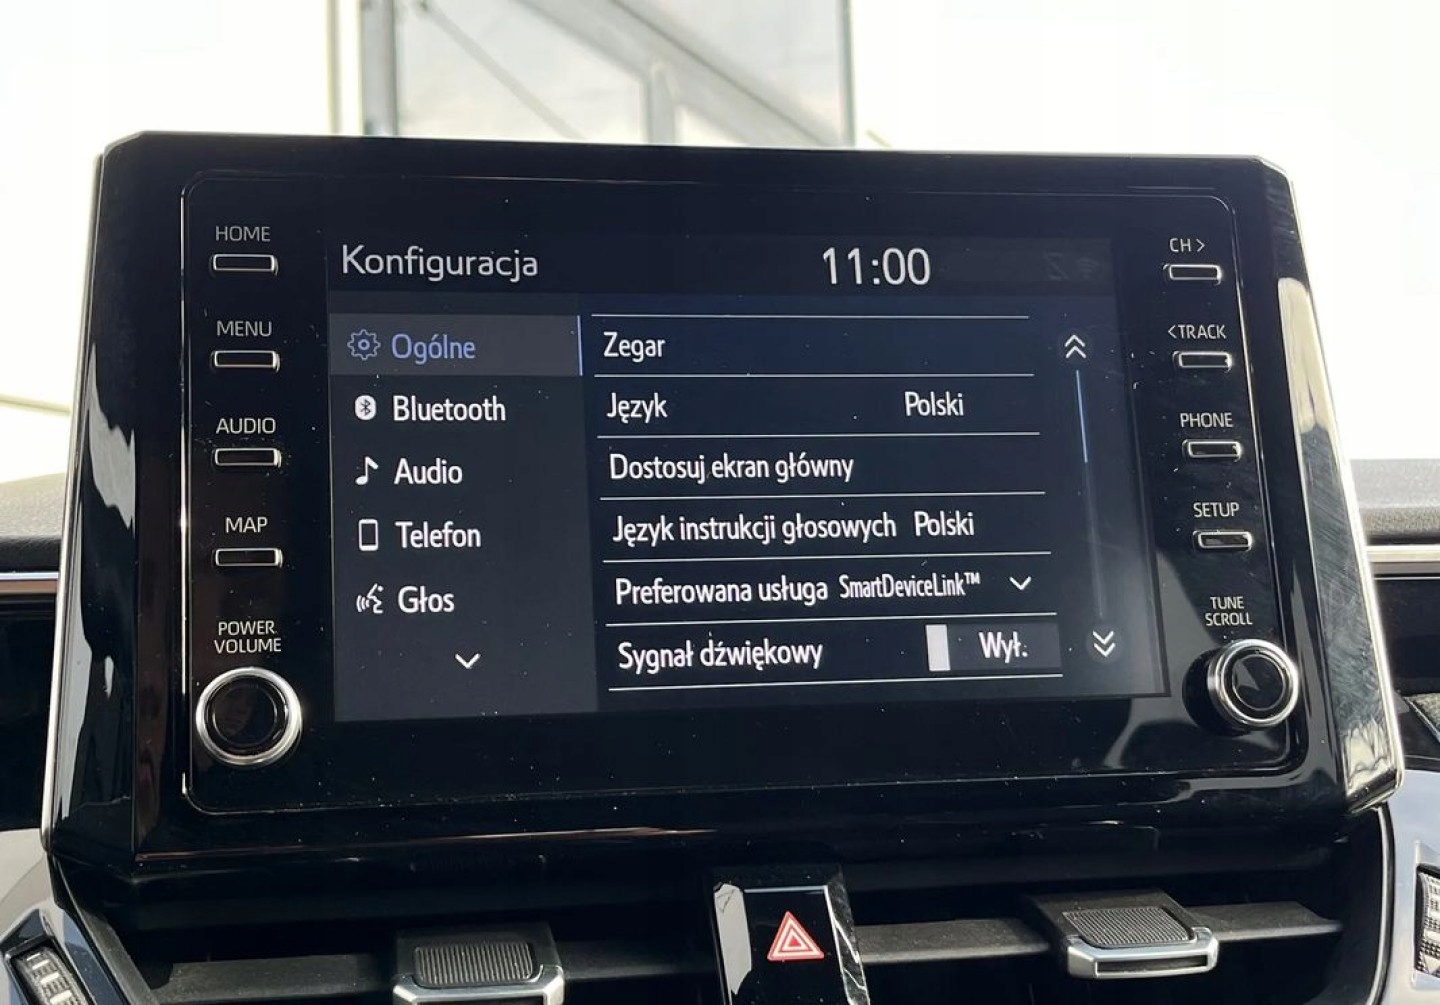 HOME
MENU
AUDIO
MAP
POWER
VOLUME
Konfiguracja
11:00
Ogólne
Bluetooth
Audio
Telefon
Głos
Zegar
Język Polski
Dostosuj ekran główny
Język instrukcji głosowych Polski
Preferowana usługa SmartDeviceLink™
Sygnał dźwiękowy Wył.
CH >
< TRACK
PHONE
SETUP
TUNE
SCROLL